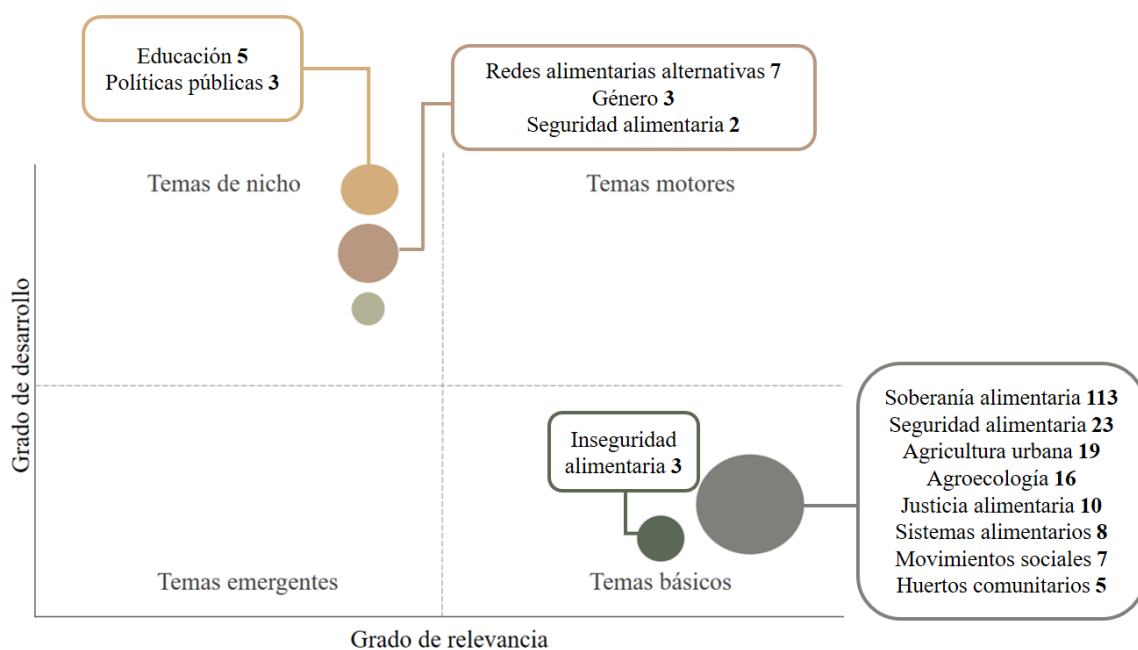 Educación 5
Políticas públicas 3
Redes alimentarias alternativas 7
Género 3
Seguridad alimentaria 2
Temas de nicho
Temas motores
Grado de desarrollo
Inseguridad
alimentaria 3
Soberanía alimentaria 113
Seguridad alimentaria 23
Agricultura urbana 19
Agroecología 16
Justicia alimentaria 10
Sistemas alimentarios 8
Movimientos sociales 7
Huertos comunitarios 5
Temas emergentes
Temas básicos
Grado de relevancia